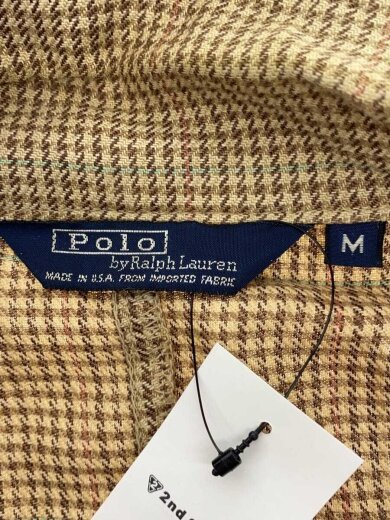 Polo
by Ralph Lauren
MADE IN U.S.A. FROM IMPORTED FABRIC
M
2nd